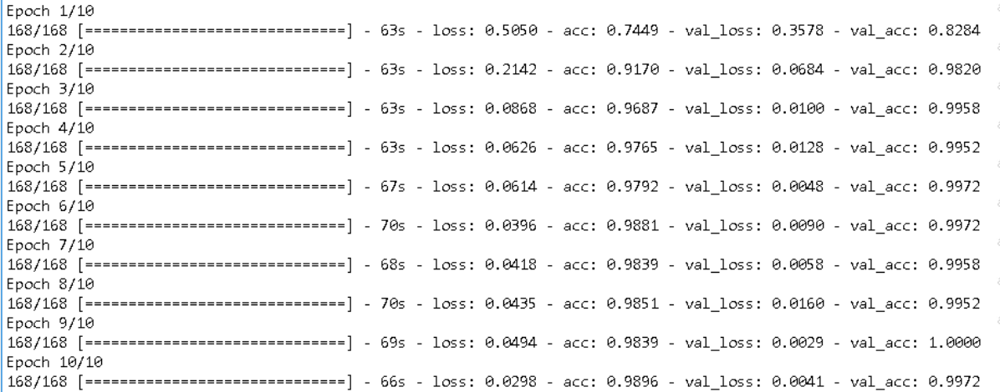 Epoch 1/10
168/168 [==============================] - 63s - loss: 0.5050 - acc: 0.7449 - val_loss: 0.3578 - val_acc: 0.8284
Epoch 2/10
168/168 [==============================] - 63s - loss: 0.2142 - acc: 0.9170 - val_loss: 0.0684 - val_acc: 0.9820
Epoch 3/10
168/168 [==============================] - 63s - loss: 0.0868 - acc: 0.9687 - val_loss: 0.0100 - val_acc: 0.9958
Epoch 4/10
168/168 [==============================] - 63s - loss: 0.0626 - acc: 0.9765 - val_loss: 0.0128 - val_acc: 0.9952
Epoch 5/10
168/168 [==============================] - 67s - loss: 0.0614 - acc: 0.9792 - val_loss: 0.0048 - val_acc: 0.9972
Epoch 6/10
168/168 [==============================] - 70s - loss: 0.0396 - acc: 0.9881 - val_loss: 0.0090 - val_acc: 0.9972
Epoch 7/10
168/168 [==============================] - 68s - loss: 0.0418 - acc: 0.9839 - val_loss: 0.0058 - val_acc: 0.9958
Epoch 8/10
168/168 [==============================] - 70s - loss: 0.0435 - acc: 0.9851 - val_loss: 0.0160 - val_acc: 0.9952
Epoch 9/10
168/168 [==============================] - 69s - loss: 0.0494 - acc: 0.9839 - val_loss: 0.0029 - val_acc: 1.0000
Epoch 10/10
168/168 [==============================] - 66s - loss: 0.0298 - acc: 0.9896 - val_loss: 0.0041 - val_acc: 0.9972